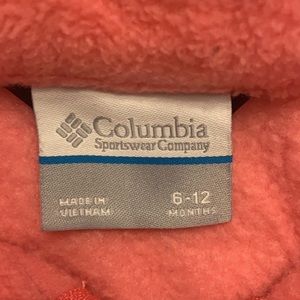 Columbia
Sportswear Company
MADE IN
VIETNAM
6-12
MONTHS